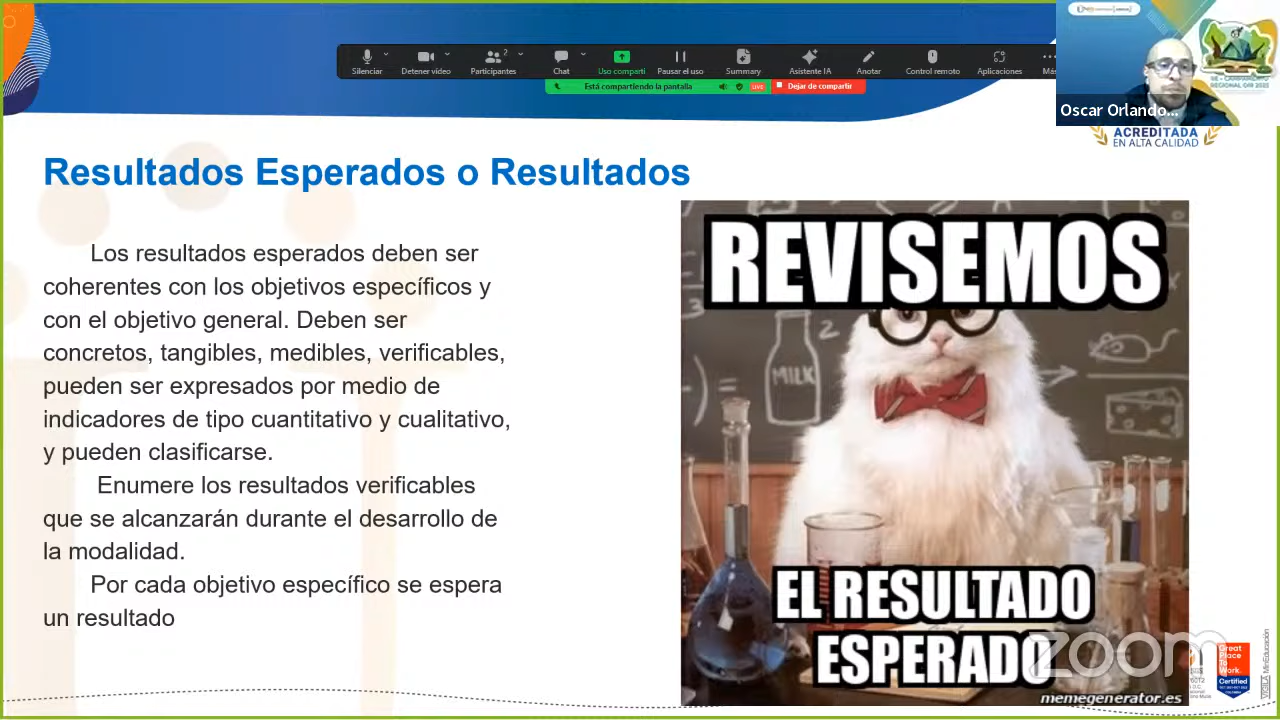 Silenciar
Detener video
Participantes
2
Chat
Uso comparti
Pausar el uso
Summary
Asistente IA
Anotar
Control remoto
Aplicaciones
Más
Está compartiendo la pantalla
LIVE
Dejar de compartir
Oscar Orlando...
ACREDITADA
EN ALTA CALIDAD
Resultados Esperados o Resultados
Los resultados esperados deben ser
coherentes con los objetivos específicos y
con el objetivo general. Deben ser
concretos, tangibles, medibles, verificables,
pueden ser expresados por medio de
indicadores de tipo cuantitativo y cualitativo,
y pueden clasificarse.
Enumere los resultados verificables
que se alcanzarán durante el desarrollo de
la modalidad.
Por cada objetivo específico se espera
un resultado
REVISEMOS
MILK
EL RESULTADO
ESPERADO
memegenerator.es
zoom
Great
Place
To
Work.
Certified
VIGILADA MinEducación